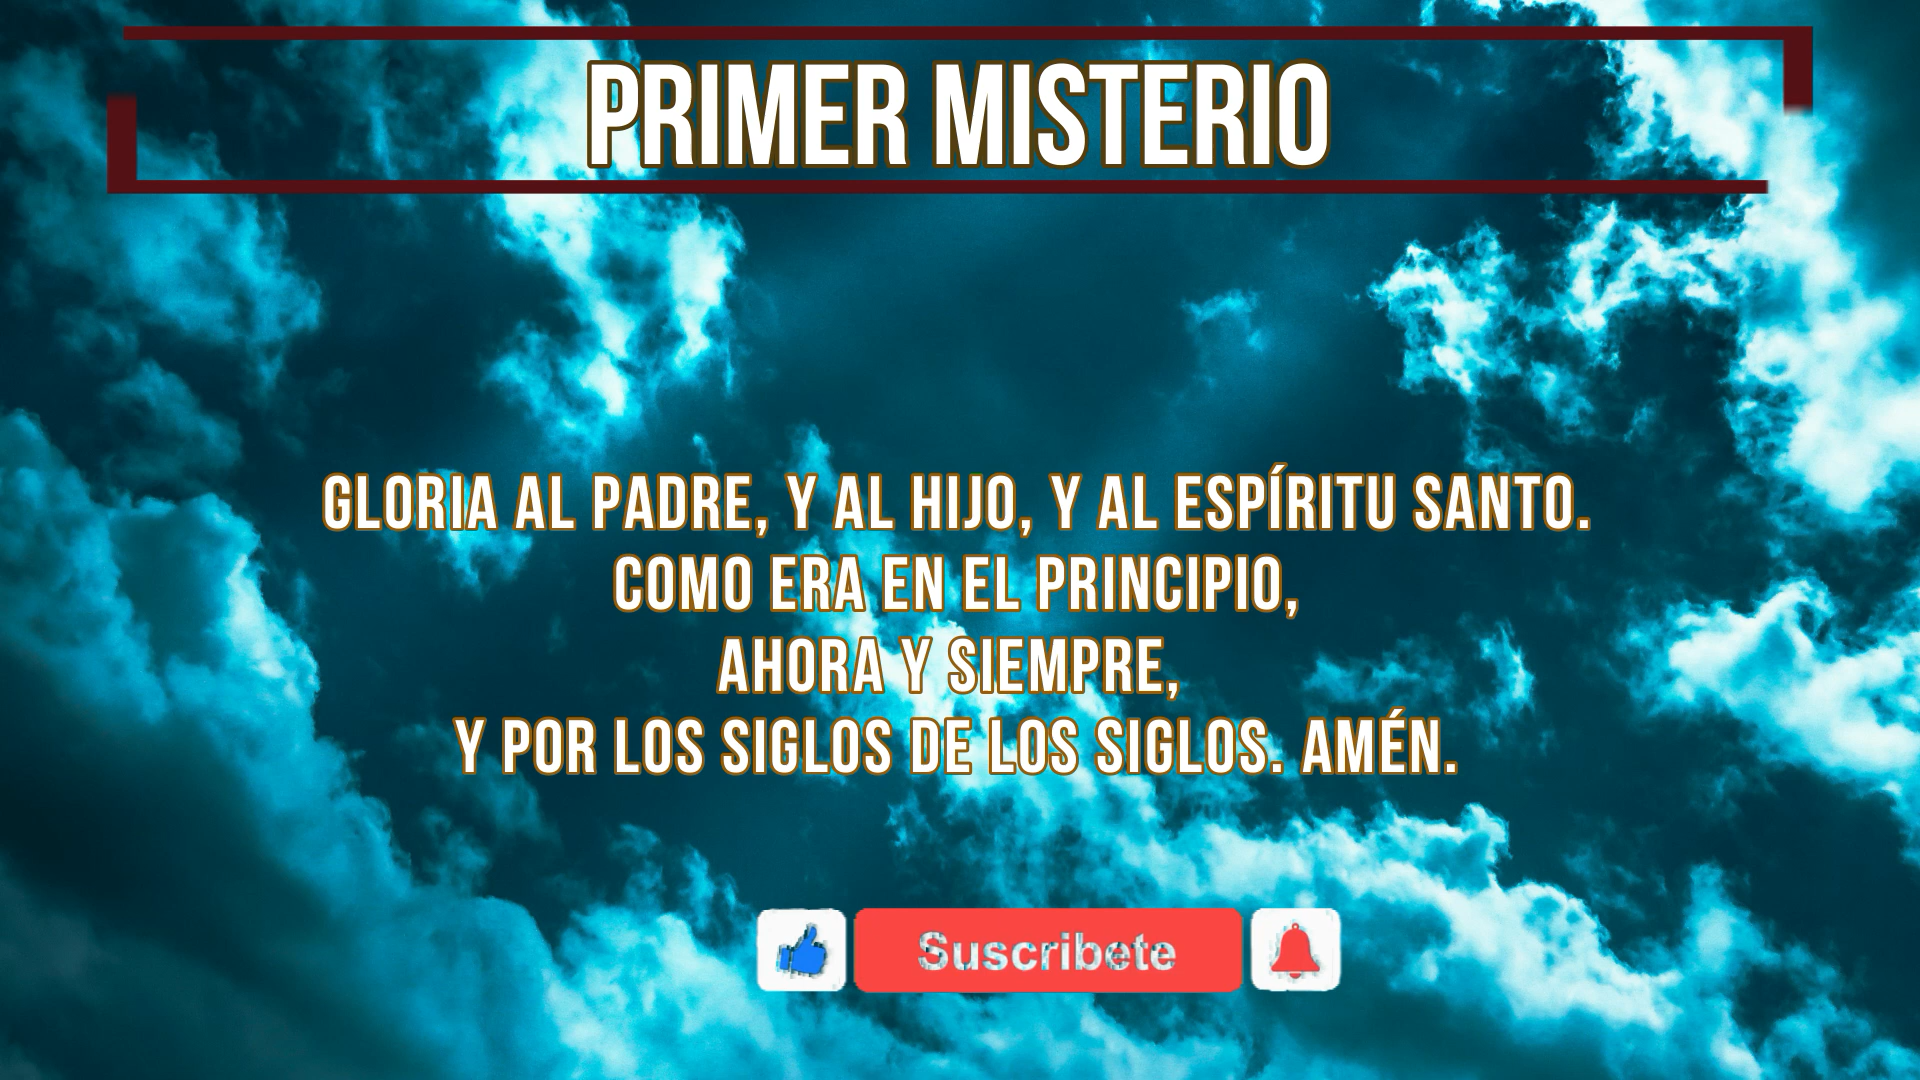 PRIMER MISTERIO
GLORIA AL PADRE, Y AL HIJO, Y AL ESPÍRITU SANTO.
COMO ERA EN EL PRINCIPIO,
AHORA Y SIEMPRE,
Y POR LOS SIGLOS DE LOS SIGLOS. AMÉN.
Suscribete